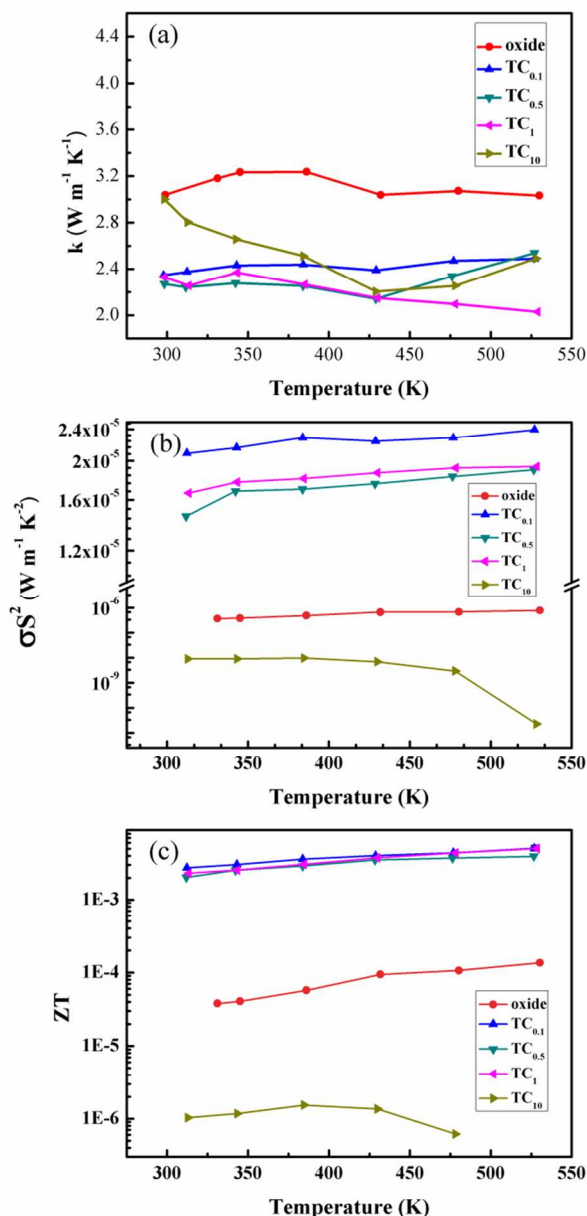 (a)
4.4
4.0
3.6
3.2
2.8
2.4
2.0
k (W m⁻¹ K⁻¹)
oxide
TC₀.₁
TC₀.₅
TC₁
TC₁₀
300 350 400 450 500 550
Temperature (K)
(b)
2.4x10⁻⁵
2x10⁻⁵
1.6x10⁻⁵
1.2x10⁻⁵
10⁻⁶
10⁻⁹
σS² (W m⁻¹ K⁻²)
oxide
TC₀.₁
TC₀.₅
TC₁
TC₁₀
300 350 400 450 500 550
Temperature (K)
(c)
1E-3
1E-4
1E-5
1E-6
ZT
oxide
TC₀.₁
TC₀.₅
TC₁
TC₁₀
300 350 400 450 500 550
Temperature (K)